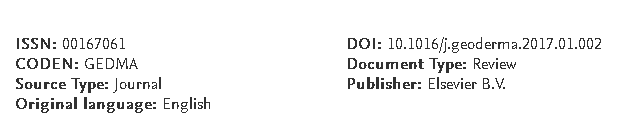 ISSN: 00167061
CODEN: GEDMA
Source Type: Journal
Original language: English
DOI: 10.1016/j.geoderma.2017.01.002
Document Type: Review
Publisher: Elsevier B.V.